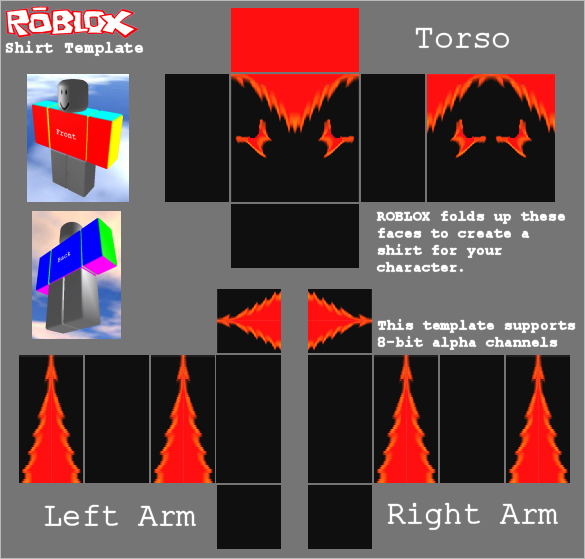 ROBLOX
Shirt Template
Torso
Front
Back
ROBLOX folds up these
faces to create a
shirt for your
character.
This template supports
8-bit alpha channels
Left Arm
Right Arm